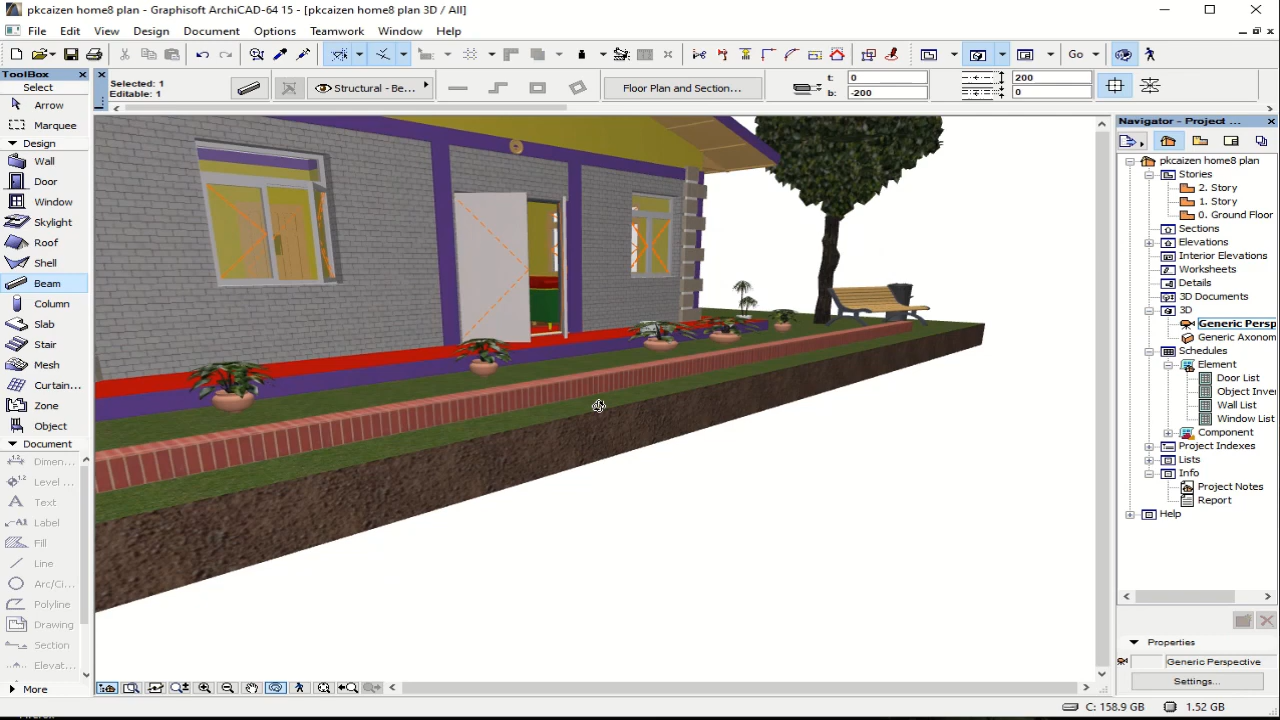 pkcaizen home8 plan - Graphisoft ArchiCAD-64 15 - [pkcaizen home8 plan 3D / All]
File Edit View Design Document Options Teamwork Window Help
Go
ToolBox
Select
Arrow
Marquee
Design
Wall
Door
Window
Skylight
Roof
Shell
Beam
Column
Slab
Stair
Mesh
Curtain...
Zone
Object
Document
Dimen...
Level ...
Text
Label
Fill
Line
Arc/Ci...
Polyline
Drawing
Section
Elevat...
More
Selected: 1
Editable: 1
Structural - Be...
Floor Plan and Section...
t: 0
b: -200
200
0
Navigator - Project ...
pkcaizen home8 plan
Stories
2. Story
1. Story
0. Ground Floor
Sections
Elevations
Interior Elevations
Worksheets
Details
3D Documents
3D
Generic Persp
Generic Axonom
Schedules
Element
Door List
Object Inver
Wall List
Window List
Component
Project Indexes
Lists
Info
Project Notes
Report
Help
Properties
Generic Perspective
Settings...
C: 158.9 GB 1.52 GB